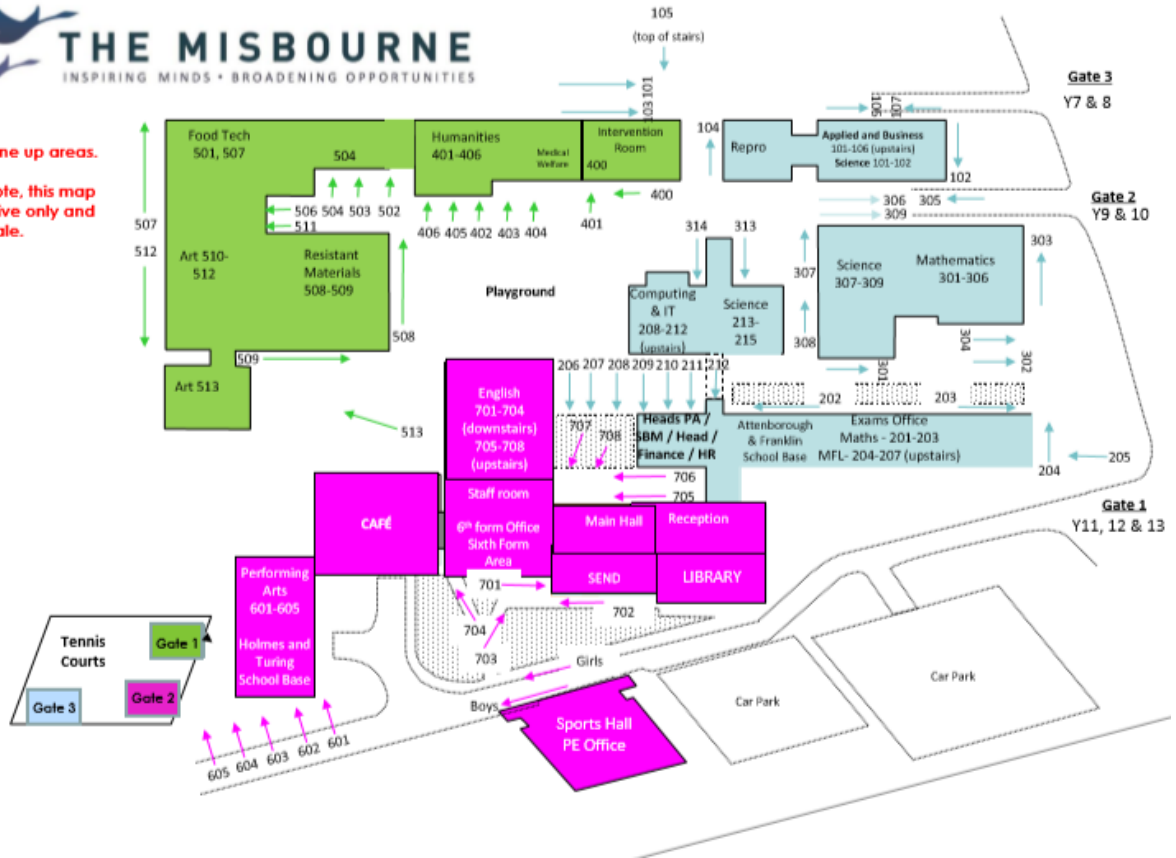 THE MISBOURNE
INSPIRING MINDS • BROADENING OPPORTUNITIES
ne up areas.
ote, this map
ive only and
ale.
105
(top of stairs)
101
103
106
107
Gate 3
Y7 & 8
Food Tech
501, 507
504
Humanities
401-406
Medical
Welfare
Intervention
Room
400
104
Repro
Applied and Business
101-106 (upstairs)
Science 101-102
102
507
512
506
511
504
503
502
406
405
402
403
404
401
400
306
305
309
Gate 2
Y9 & 10
314
313
307
303
Art 510-
512
Resistant
Materials
508-509
Playground
Science
307-309
Mathematics
301-306
Computing
& IT
208-212
(upstairs)
Science
213-
215
508
308
304
302
301
509
Art 513
513
English
701-704
(downstairs)
705-708
(upstairs)
206
207
208
209
210
211
212
202
203
707
708
Heads PA /
SBM / Head /
Finance / HR
Attenborough
& Franklin
School Base
Exams Office
Maths - 201-203
MFL- 204-207 (upstairs)
204
205
706
705
Staff room
6th form Office
Sixth Form
Area
CAFÉ
Main Hall
Reception
Gate 1
Y11, 12 & 13
SEND
LIBRARY
701
702
704
703
Performing
Arts
601-605
Holmes and
Turing
School Base
Tennis
Courts
Gate 1
Gate 2
Gate 3
Girls
Boys
Sports Hall
PE Office
Car Park
Car Park
605
604
603
602
601